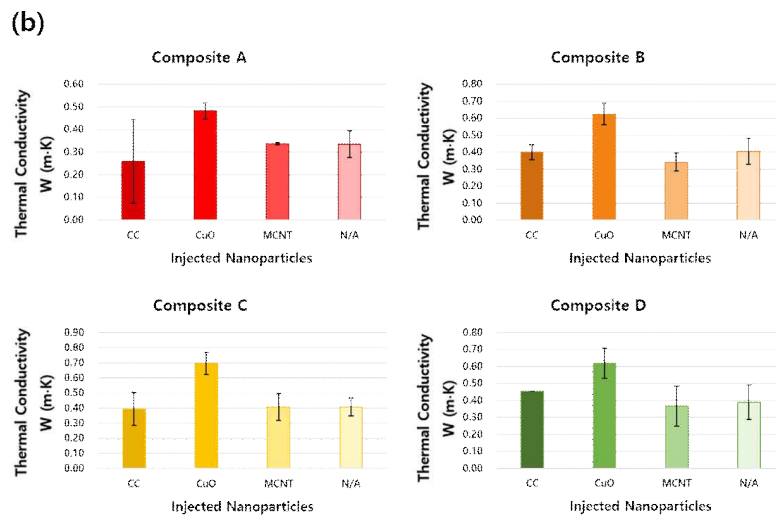 (b)
Composite A
Thermal Conductivity
W (m·K)
0.60
0.50
0.40
0.30
0.20
0.10
0.00
CC CuO MCNT N/A
Injected Nanoparticles
Composite B
Thermal Conductivity
W (m·K)
0.80
0.70
0.60
0.50
0.40
0.30
0.20
0.10
0.00
CC CuO MCNT N/A
Injected Nanoparticles
Composite C
Thermal Conductivity
W (m·K)
0.90
0.80
0.70
0.60
0.50
0.40
0.30
0.20
0.10
0.00
CC CuO MCNT N/A
Injected Nanoparticles
Composite D
Thermal Conductivity
W (m·K)
0.80
0.70
0.60
0.50
0.40
0.30
0.20
0.10
0.00
CC CuO MCNT N/A
Injected Nanoparticles